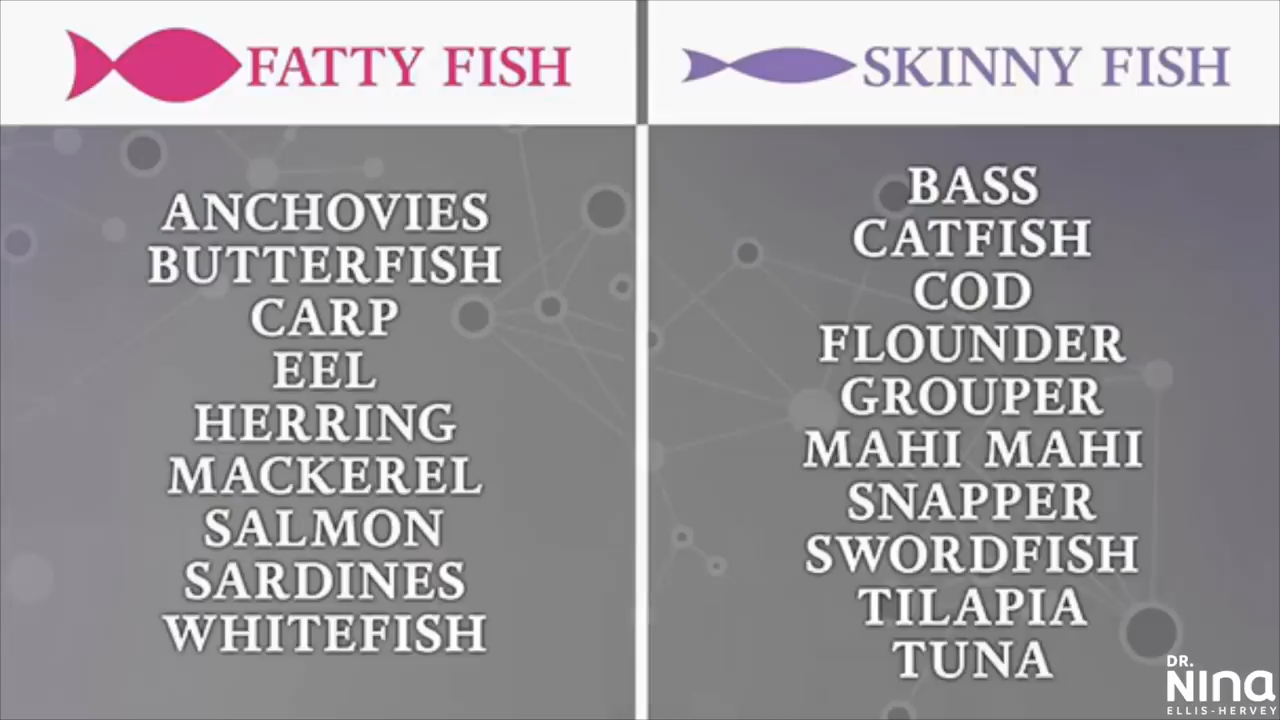 FATTY FISH
ANCHOVIES
BUTTERFISH
CARP
EEL
HERRING
MACKEREL
SALMON
SARDINES
WHITEFISH
SKINNY FISH
BASS
CATFISH
COD
FLOUNDER
GROUPER
MAHI MAHI
SNAPPER
SWORDFISH
TILAPIA
TUNA
DR.
Nina
ELLIS-HERVEY